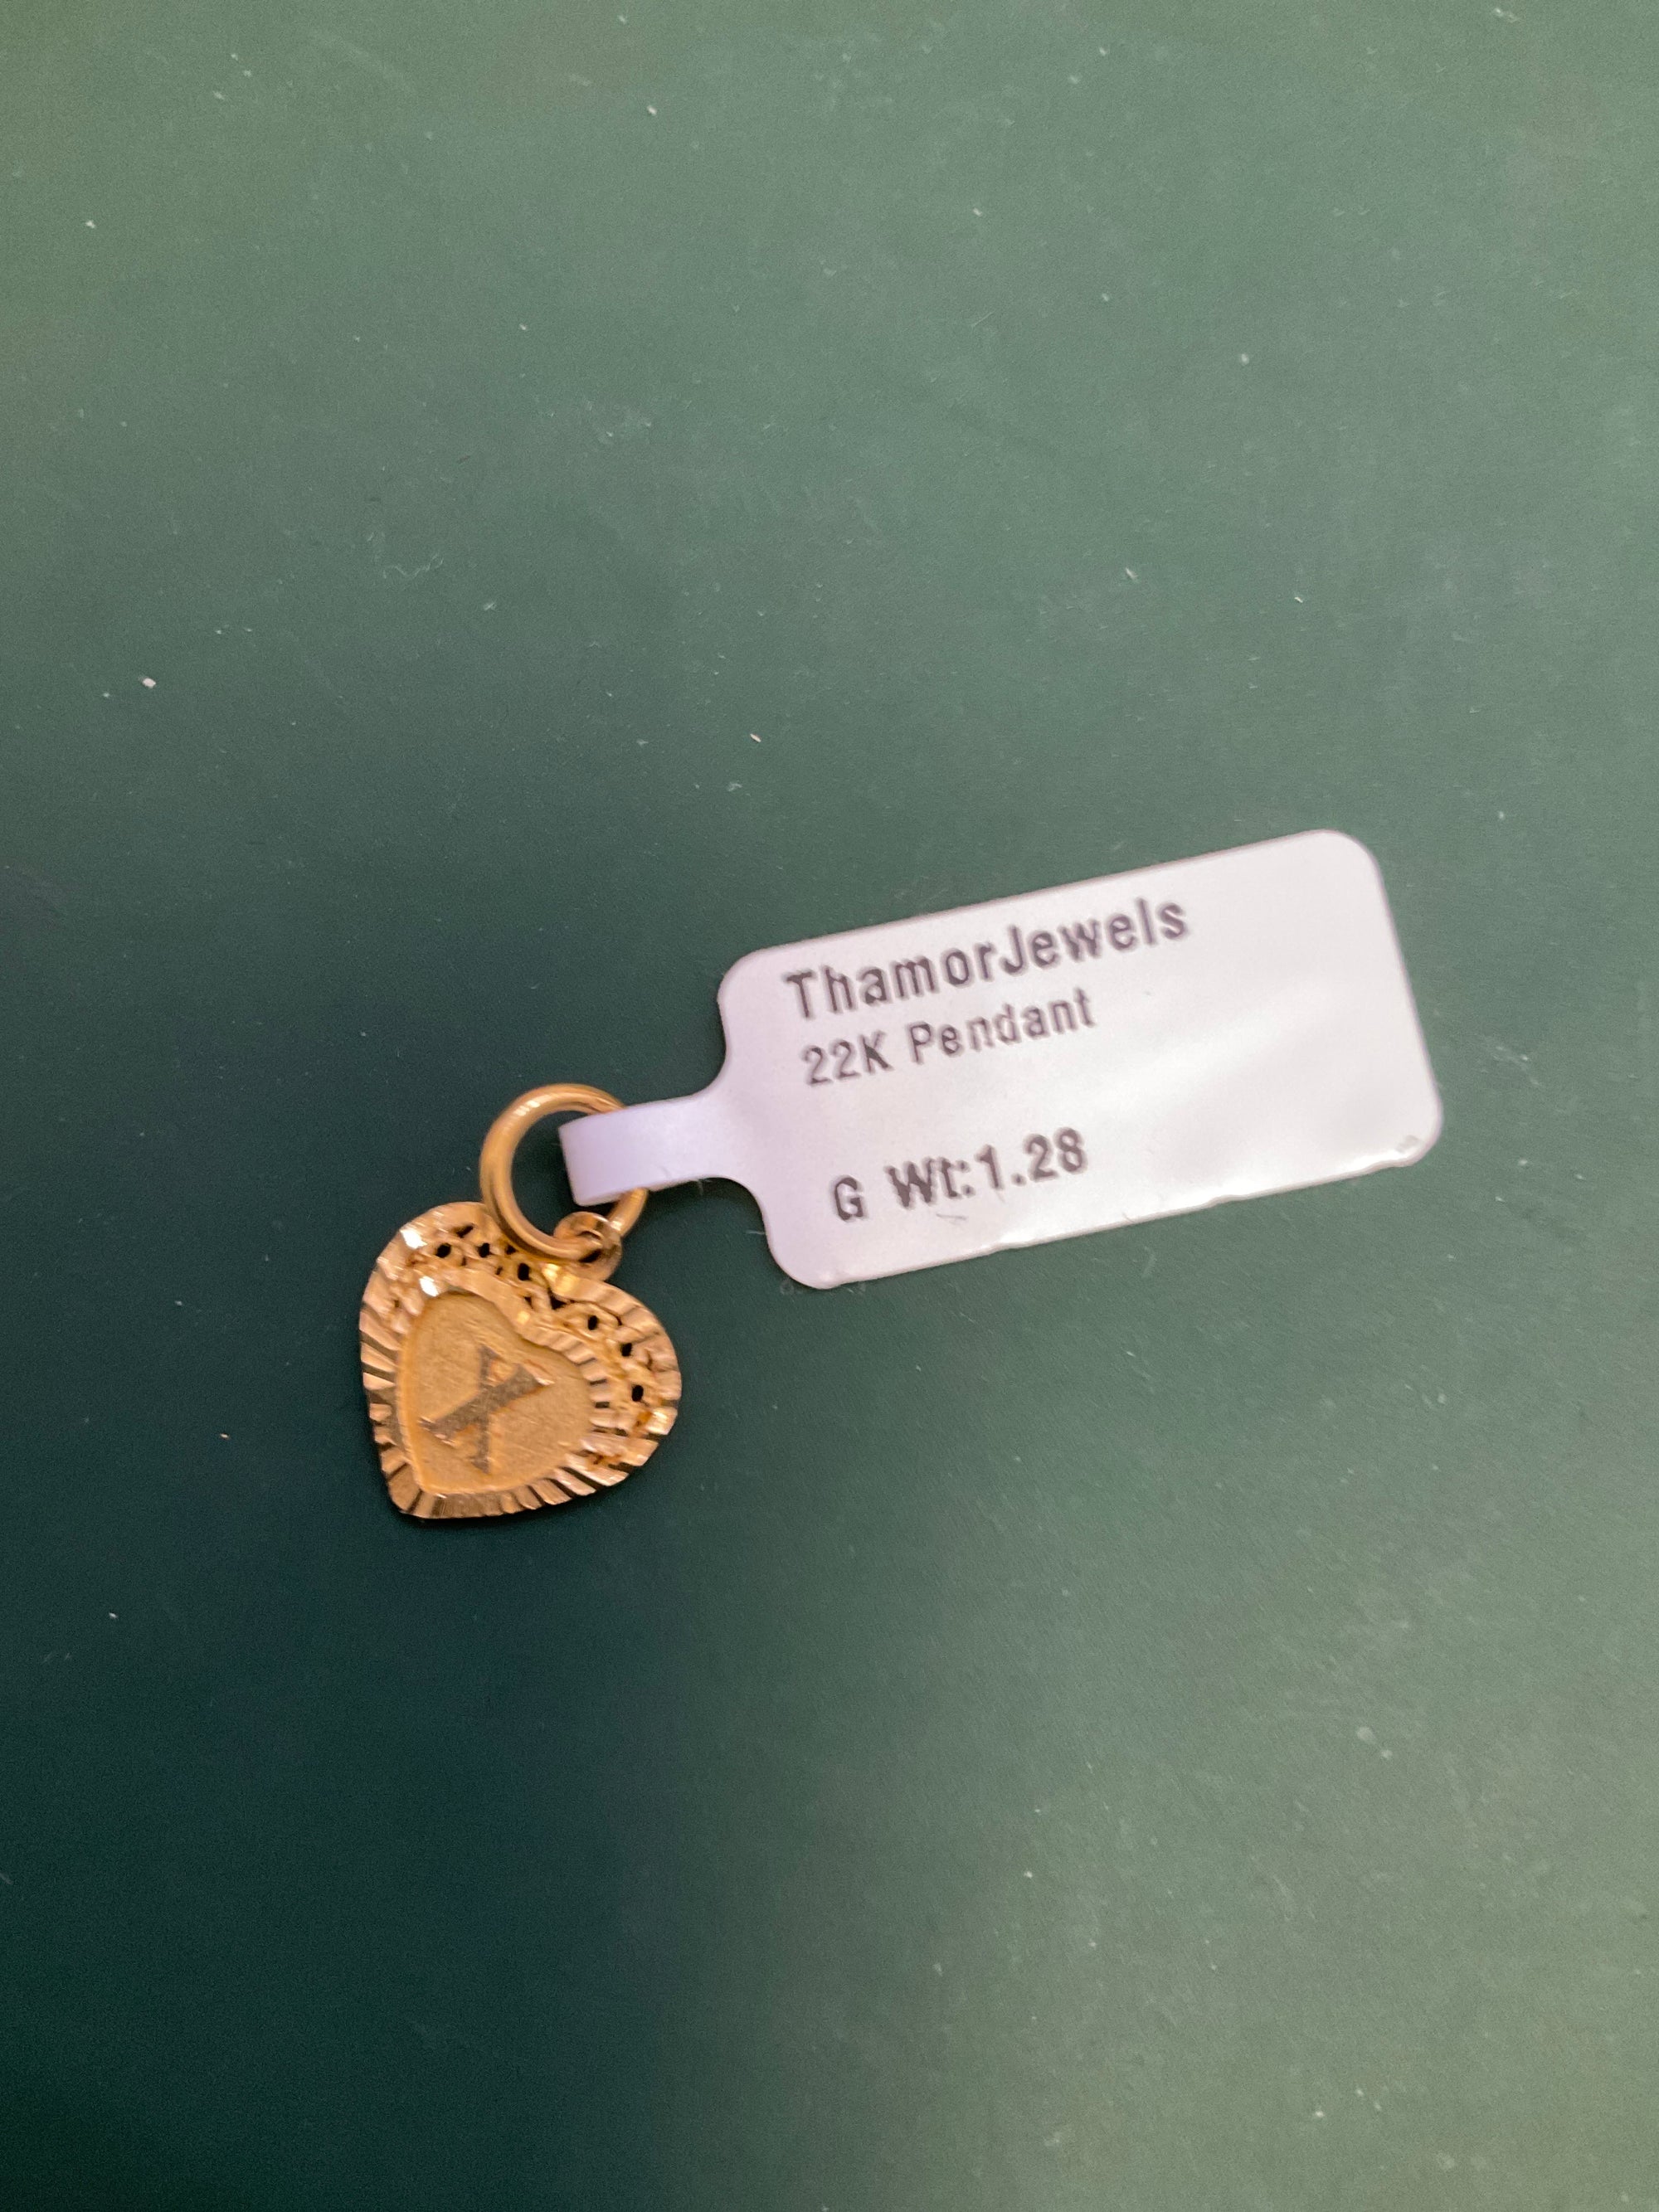 ThamorJewels
22K Pendant
G Wt:1.28
X